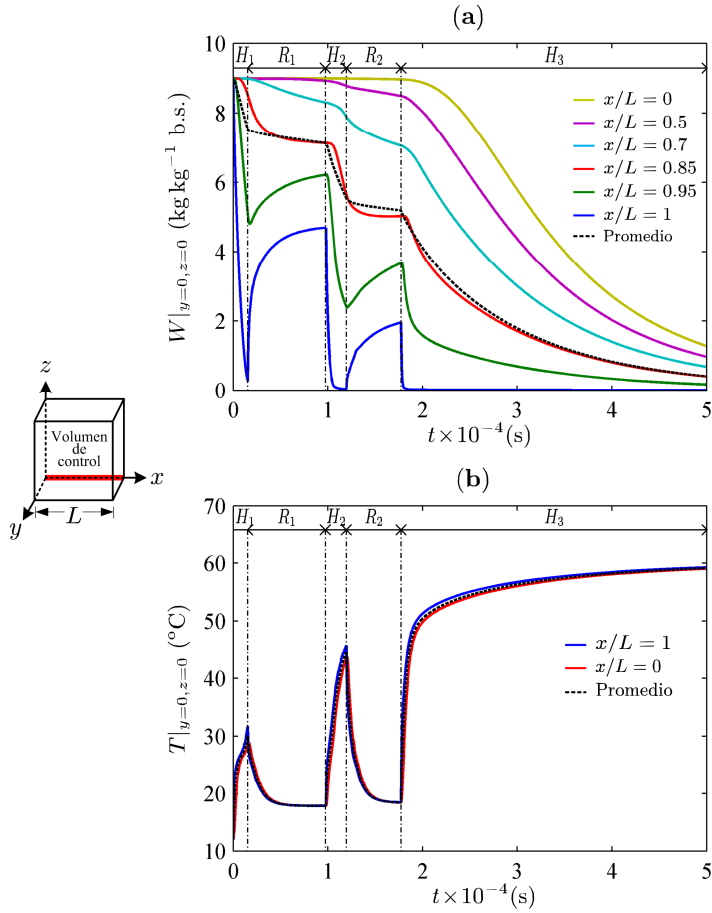 (a)
H₁ R₁ H₂ R₂ H₃
10
8
6
4
2
0
W|y=0,z=0 (kg kg⁻¹ b.s.)
x/L = 0
x/L = 0.5
x/L = 0.7
x/L = 0.85
x/L = 0.95
x/L = 1
Promedio
0 1 2 3 4 5
t×10⁻⁴(s)
z
Volumen
de
control
x
y
L
(b)
H₁ R₁ H₂ R₂ H₃
70
60
50
40
30
20
10
T|y=0,z=0 (°C)
x/L = 1
x/L = 0
Promedio
0 1 2 3 4 5
t×10⁻⁴(s)